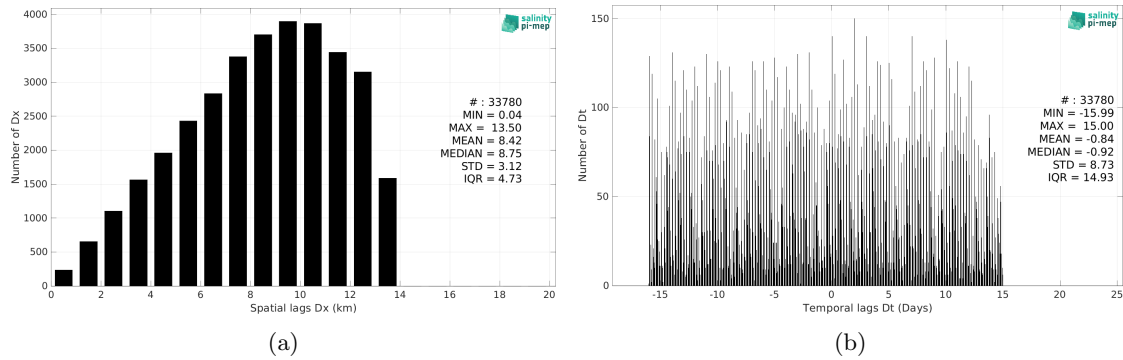 4000
3500
3000
2500
2000
1500
1000
500
0
Number of Dx
0 2 4 6 8 10 12 14 16 18 20
Spatial lags Dx (km)
salinity
pi-mep
# : 33780
MIN = 0.04
MAX = 13.50
MEAN = 8.42
MEDIAN = 8.75
STD = 3.12
IQR = 4.73
(a)
150
100
50
0
Number of Dt
-15 -10 -5 0 5 10 15 20 25
Temporal lags Dt (Days)
salinity
pi-mep
# : 33780
MIN = -15.99
MAX = 15.00
MEAN = -0.84
MEDIAN = -0.92
STD = 8.73
IQR = 14.93
(b)